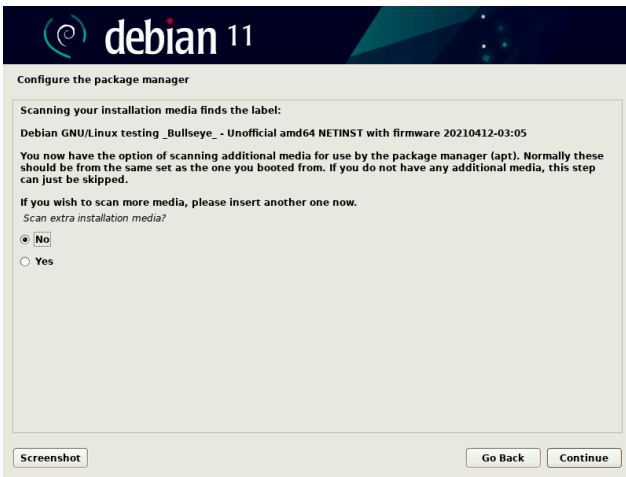 debian 11
Configure the package manager
Scanning your installation media finds the label:
Debian GNU/Linux testing _Bullseye_ - Unofficial amd64 NETINST with firmware 20210412-03:05
You now have the option of scanning additional media for use by the package manager (apt). Normally these
should be from the same set as the one you booted from. If you do not have any additional media, this step
can just be skipped.
If you wish to scan more media, please insert another one now.
Scan extra installation media?
No
Yes
Screenshot
Go Back
Continue